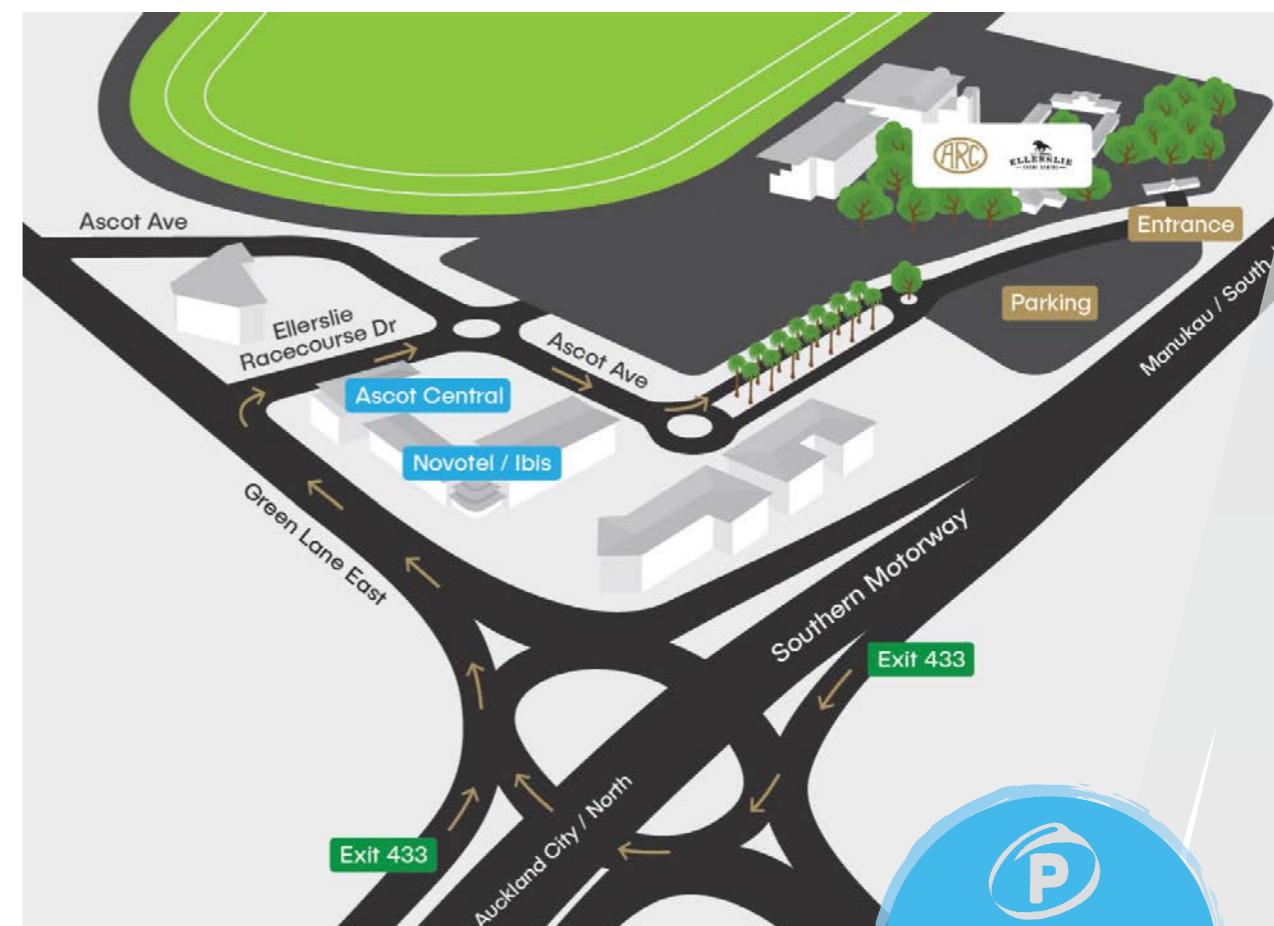 ARC
ELLERSLIE
EVENT CENTRE
Ascot Ave
Entrance
Parking
Manukau / South
Ellerslie
Racecourse Dr
Ascot Ave
Ascot Central
Novotel / Ibis
Green Lane East
Southern Motorway
Exit 433
Exit 433
Auckland City / North
P